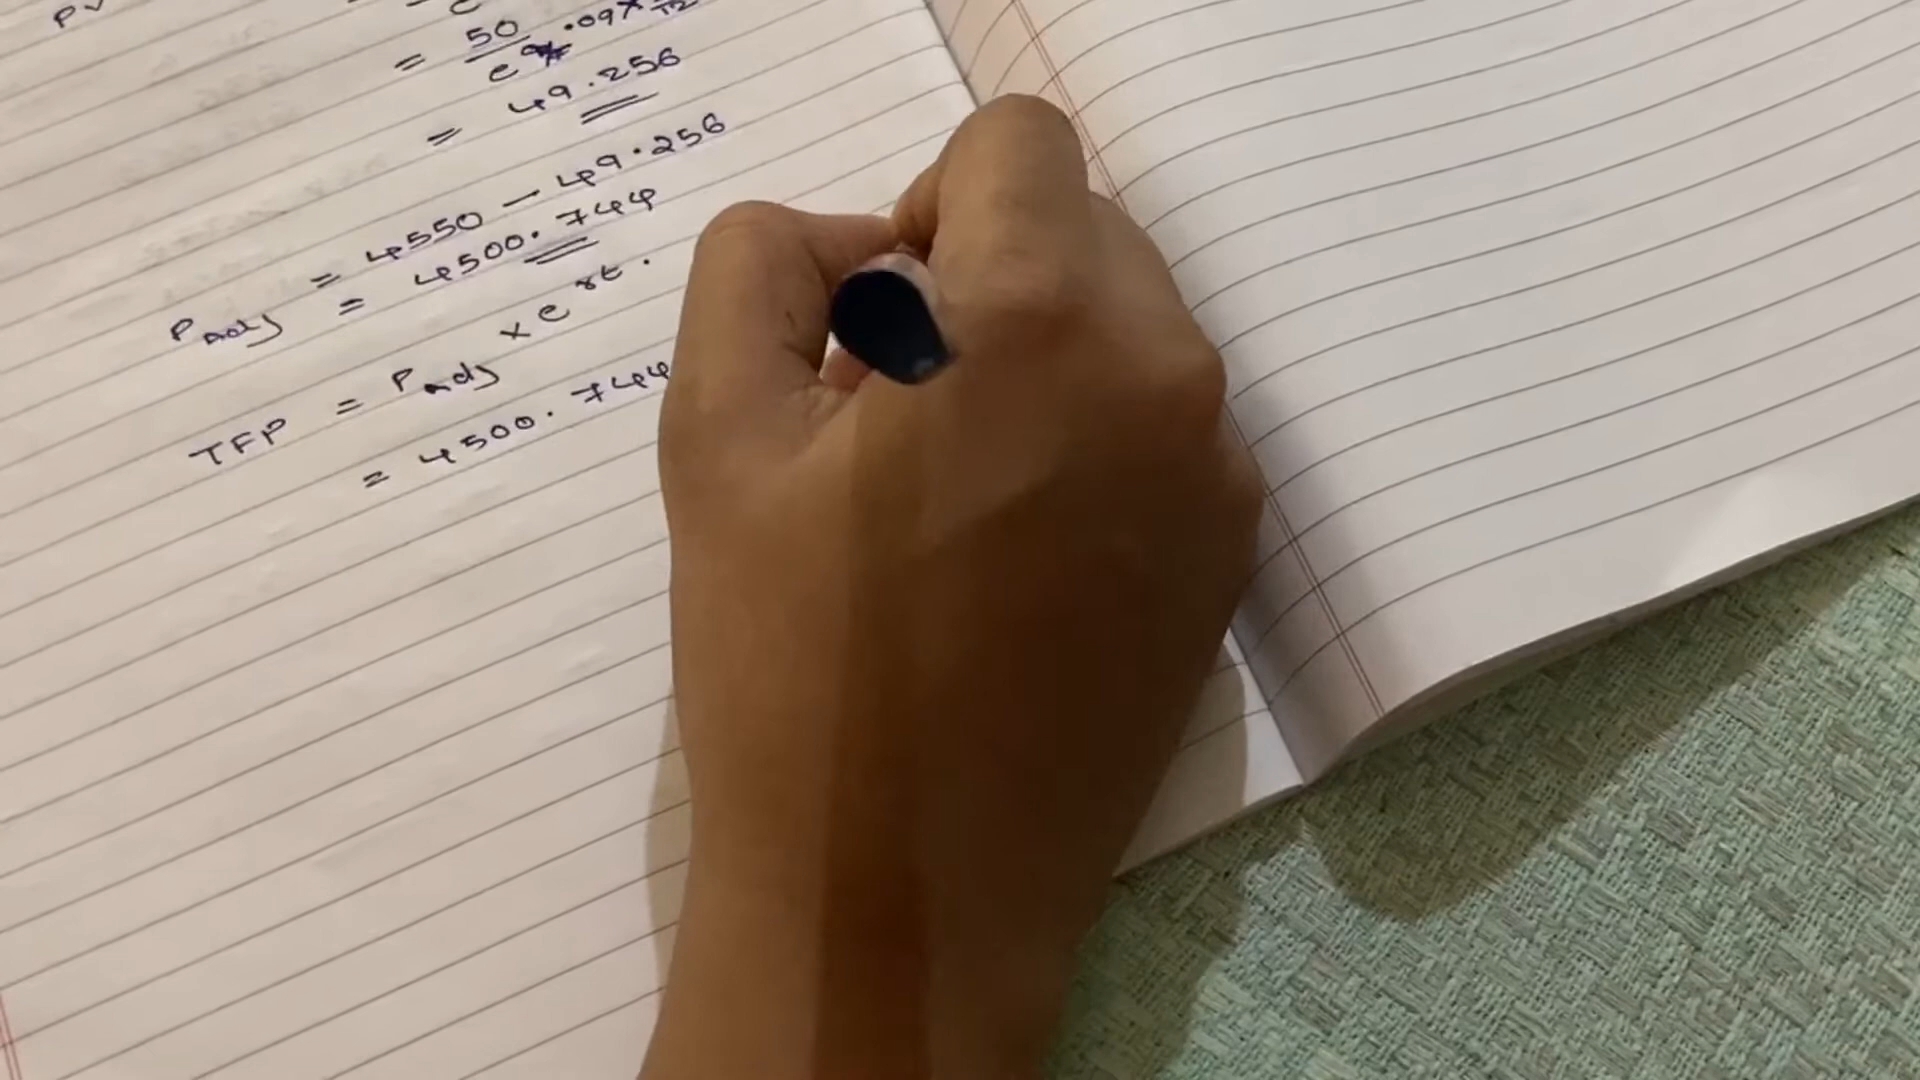 PV
= 50 / e .09×
= 49.256
Padj = 4550 - 49.256
= 4500.744
TFP = Padj × e^rt.
= 4500.744